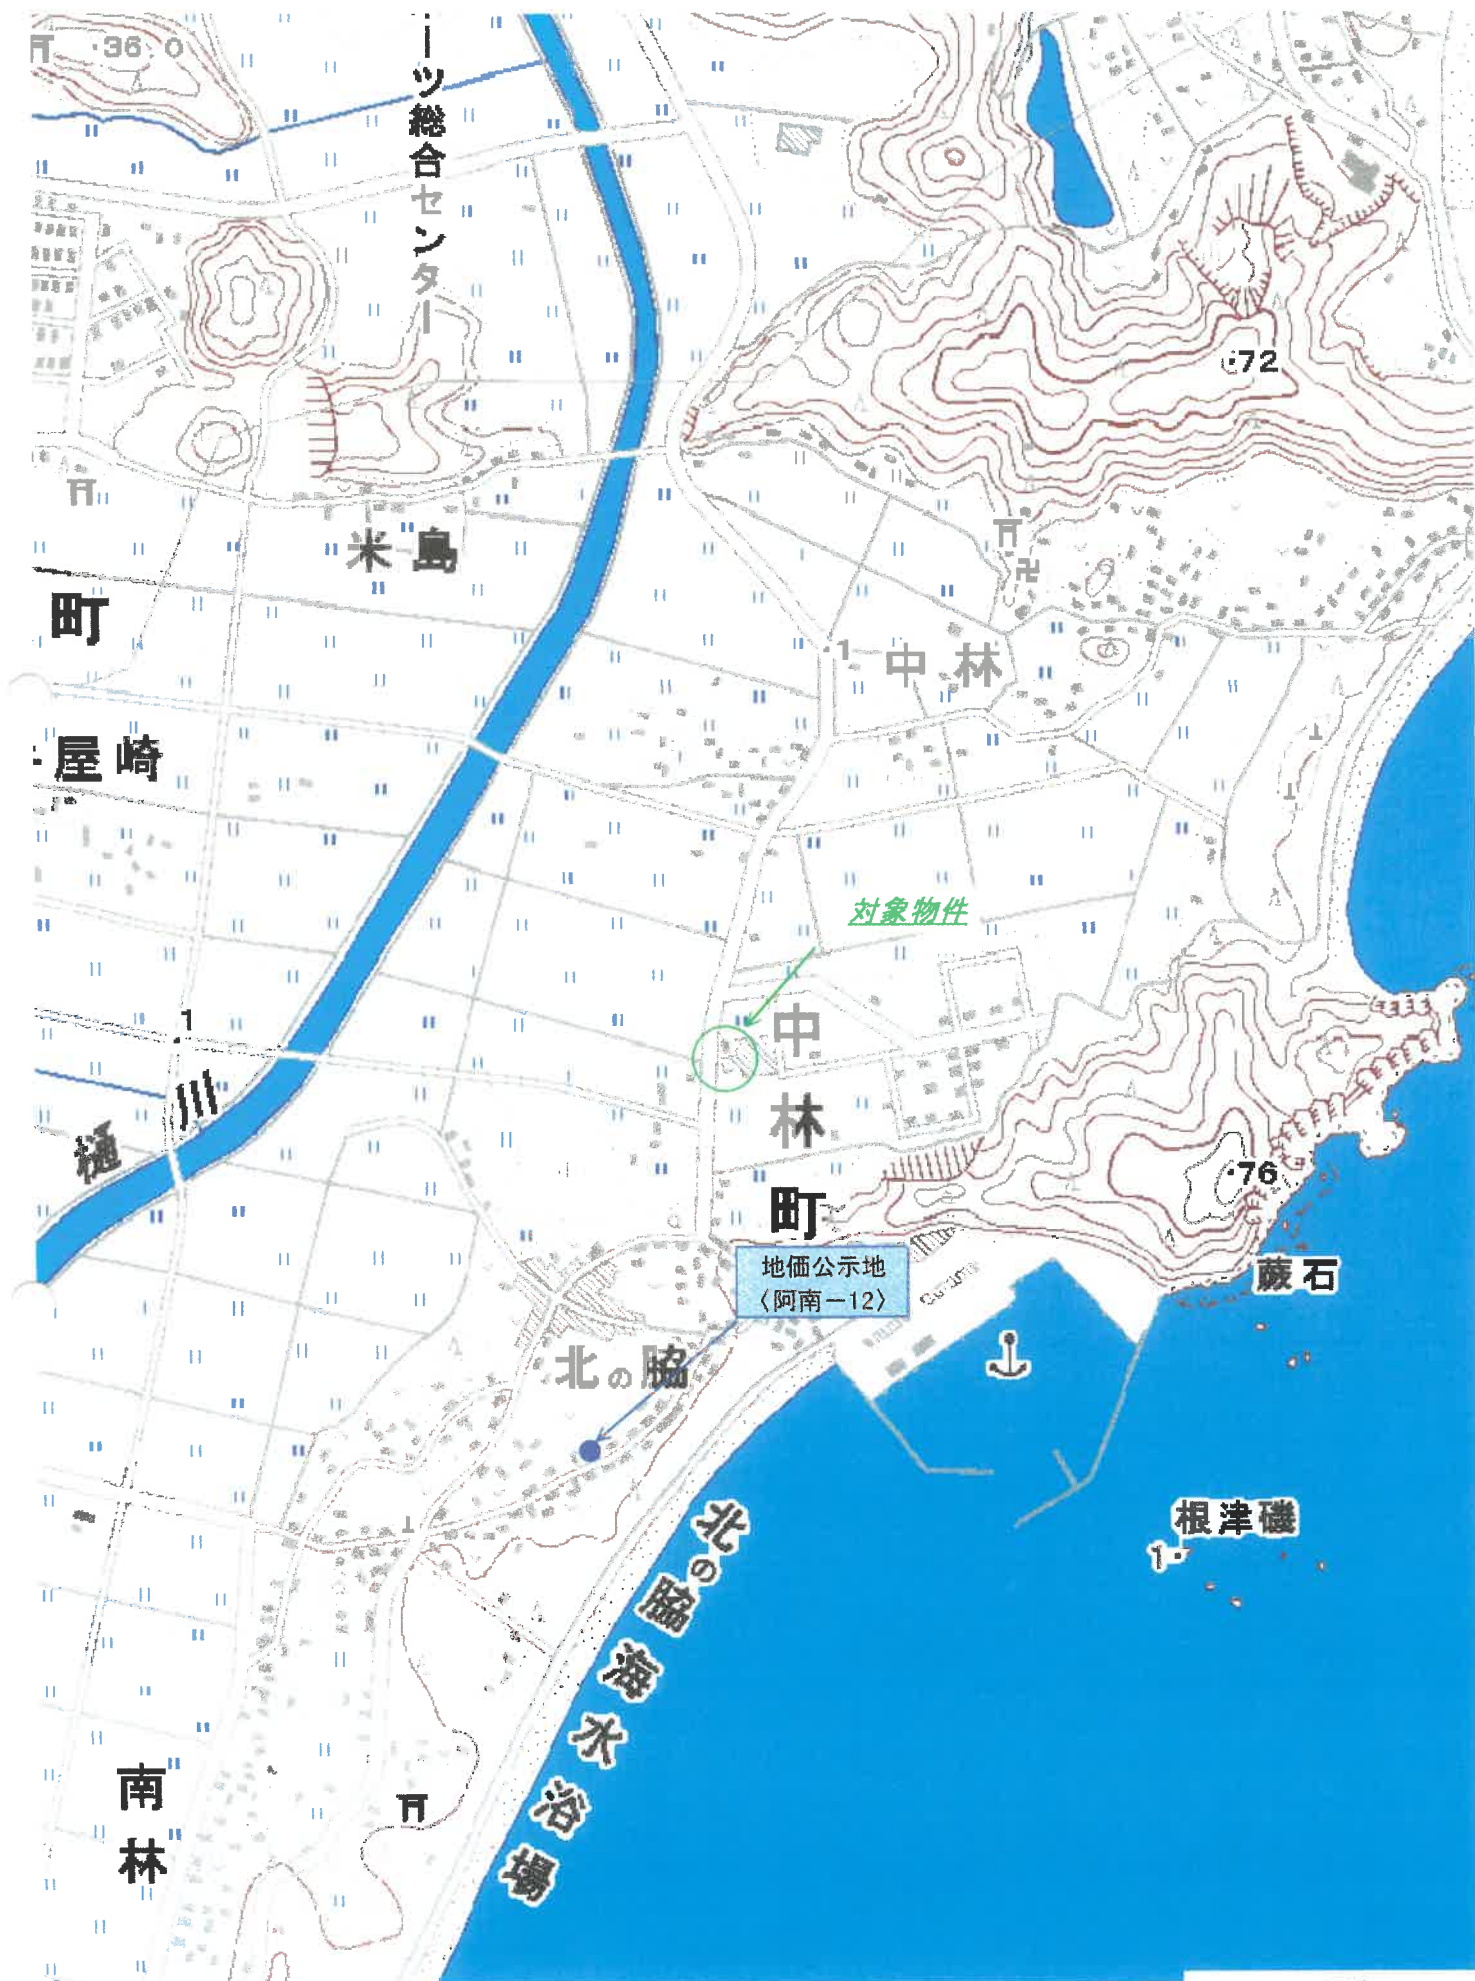 36.0
ーツ総合センター
72
米島
町
1
中林
屋崎
対象物件
1
中林町
川
樋
76
地価公示地
〈阿南－12〉
蕨石
北の脇
根津磯
1
北の脇海水浴場
南林